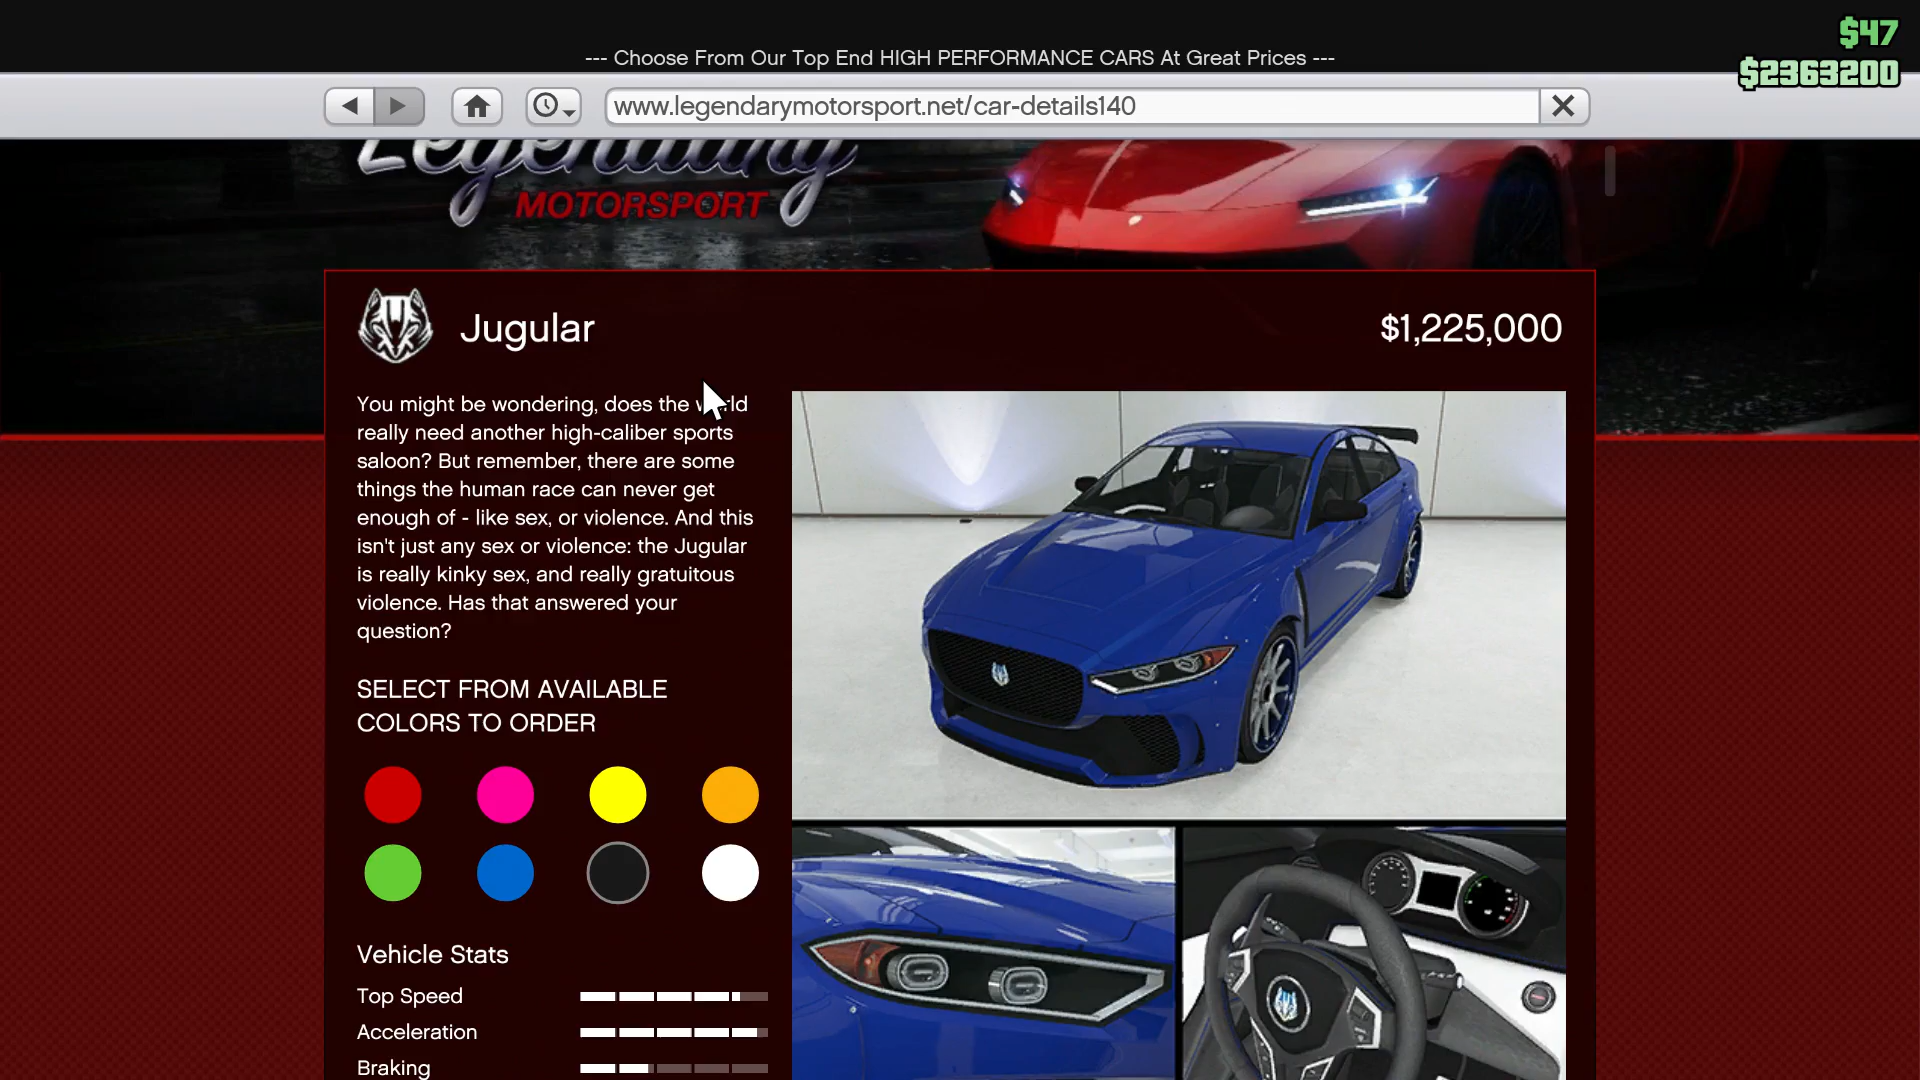 $47
--- Choose From Our Top End HIGH PERFORMANCE CARS At Great Prices ---
$2363200
www.legendarymotorsport.net/car-details140
Legendary
MOTORSPORT
Jugular
$1,225,000
You might be wondering, does the world
really need another high-caliber sports
saloon? But remember, there are some
things the human race can never get
enough of - like sex, or violence. And this
isn't just any sex or violence: the Jugular
is really kinky sex, and really gratuitous
violence. Has that answered your
question?
SELECT FROM AVAILABLE
COLORS TO ORDER
Vehicle Stats
Top Speed
Acceleration
Braking